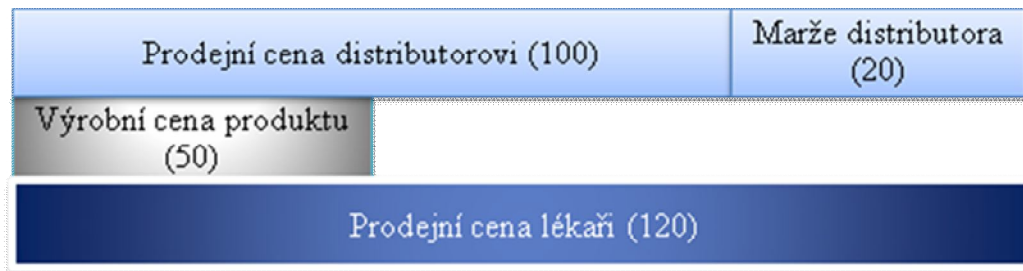 Prodejní cena distributorovi (100)
Marže distributora
(20)
Výrobní cena produktu
(50)
Prodejní cena lékaři (120)